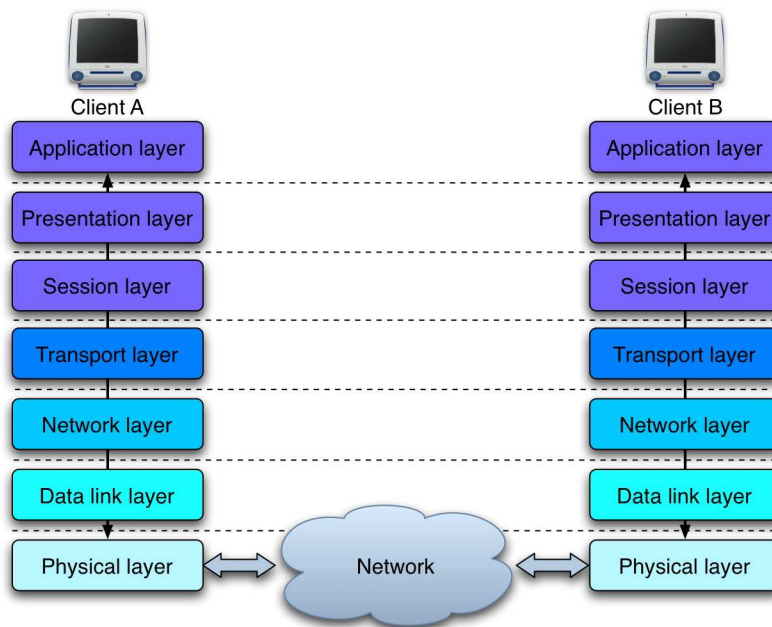 Client A
Client B
Application layer
Application layer
Presentation layer
Presentation layer
Session layer
Session layer
Transport layer
Transport layer
Network layer
Network layer
Data link layer
Data link layer
Physical layer
Network
Physical layer